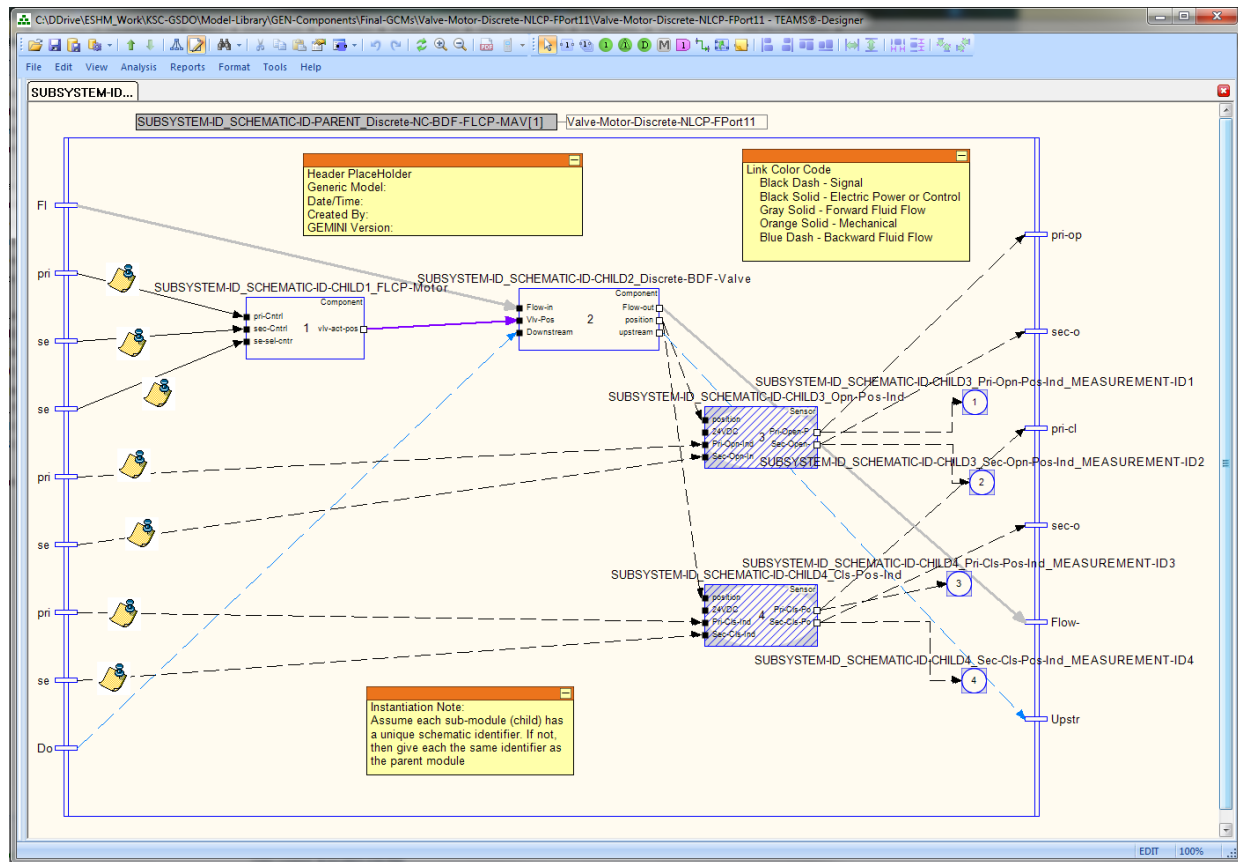 C:\DDrive\ESHM_Work\KSC-GSDO\Model-Library\GEN-Components\Final-GCMs\Valve-Motor-Discrete-NLCP-FPort11\Valve-Motor-Discrete-NLCP-FPort11 - TEAMS®-Designer
File Edit View Analysis Reports Format Tools Help
SUBSYSTEM-ID...
SUBSYSTEM-ID_SCHEMATIC-ID-PARENT_Discrete-NC-BDF-FLCP-MAV[1]
Valve-Motor-Discrete-NLCP-FPort11
Header PlaceHolder
Generic Model:
Date/Time:
Created By:
GEMINI Version:
Link Color Code
Black Dash - Signal
Black Solid - Electric Power or Control
Gray Solid - Forward Fluid Flow
Orange Solid - Mechanical
Blue Dash - Backward Fluid Flow
Fl
pri
se
se
pri
se
pri
se
Do
SUBSYSTEM-ID_SCHEMATIC-ID-CHILD1_FLCP-Motor
Component
pri-Cntrl
sec-Cntrl 1 vlv-act-pos
se-sel-cntr
SUBSYSTEM-ID_SCHEMATIC-ID-CHILD2_Discrete-BDF-Valve
Component
Flow-in Flow-out
Vlv-Pos 2 position
Downstream upstream
SUBSYSTEM-ID_SCHEMATIC-ID-CHILD3_Pri-Opn-Pos-Ind_MEASUREMENT-ID1
SUBSYSTEM-ID_SCHEMATIC-ID-CHILD3_Opn-Pos-Ind
1
Sensor
position
24VDC 3 Pri-Open-P
Pri-Opn-Ind Sec-Open-
Sec-Opn-In
SUBSYSTEM-ID_SCHEMATIC-ID-CHILD3_Sec-Opn-Pos-Ind_MEASUREMENT-ID2
2
SUBSYSTEM-ID_SCHEMATIC-ID-CHILD4_Pri-Cls-Pos-Ind_MEASUREMENT-ID3
SUBSYSTEM-ID_SCHEMATIC-ID-CHILD4_Cls-Pos-Ind
3
Sensor
position
24VDC 4 Pri-Cls-Po
Pri-Cls-Ind Sec-Cls-Po
Sec-Cls-Ind
SUBSYSTEM-ID_SCHEMATIC-ID-CHILD4_Sec-Cls-Pos-Ind_MEASUREMENT-ID4
4
pri-op
sec-o
pri-cl
sec-o
Flow-
Upstr
Instantiation Note:
Assume each sub-module (child) has
a unique schematic identifier. If not,
then give each the same identifier as
the parent module
EDIT 100%